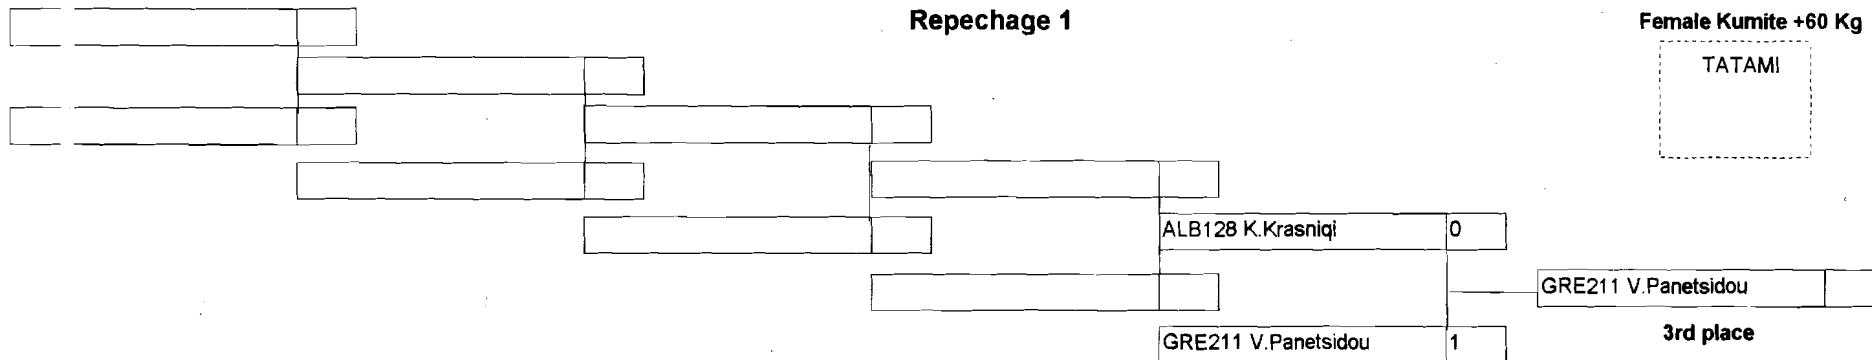 Repechage 1
Female Kumite +60 Kg
TATAMI
ALB128 K.Krasniqi 0
GRE211 V.Panetsidou
3rd place
GRE211 V.Panetsidou 1